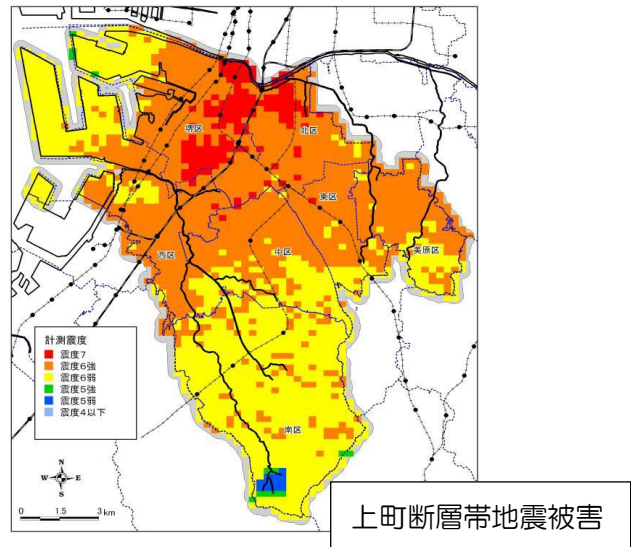 堺区
北区
東区
西区
中区
美原区
南区
計測震度
震度7
震度6強
震度6弱
震度5強
震度5弱
震度4以下
N
W E
S
0 1.5 3 km
上町断層帯地震被害